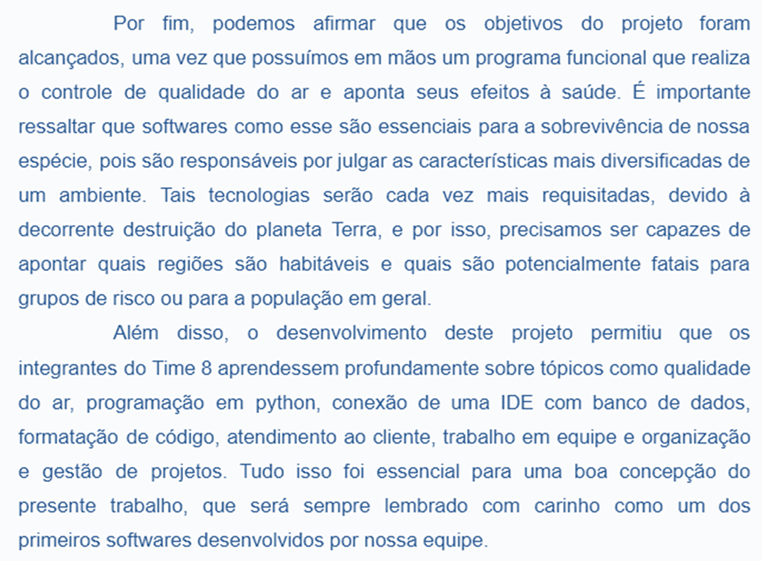 Por fim, podemos afirmar que os objetivos do projeto foram
alcançados, uma vez que possuímos em mãos um programa funcional que realiza
o controle de qualidade do ar e aponta seus efeitos à saúde. É importante
ressaltar que softwares como esse são essenciais para a sobrevivência de nossa
espécie, pois são responsáveis por julgar as características mais diversificadas de
um ambiente. Tais tecnologias serão cada vez mais requisitadas, devido à
decorrente destruição do planeta Terra, e por isso, precisamos ser capazes de
apontar quais regiões são habitáveis e quais são potencialmente fatais para
grupos de risco ou para a população em geral.
Além disso, o desenvolvimento deste projeto permitiu que os
integrantes do Time 8 aprendessem profundamente sobre tópicos como qualidade
do ar, programação em python, conexão de uma IDE com banco de dados,
formatação de código, atendimento ao cliente, trabalho em equipe e organização
e gestão de projetos. Tudo isso foi essencial para uma boa concepção do
presente trabalho, que será sempre lembrado com carinho como um dos
primeiros softwares desenvolvidos por nossa equipe.